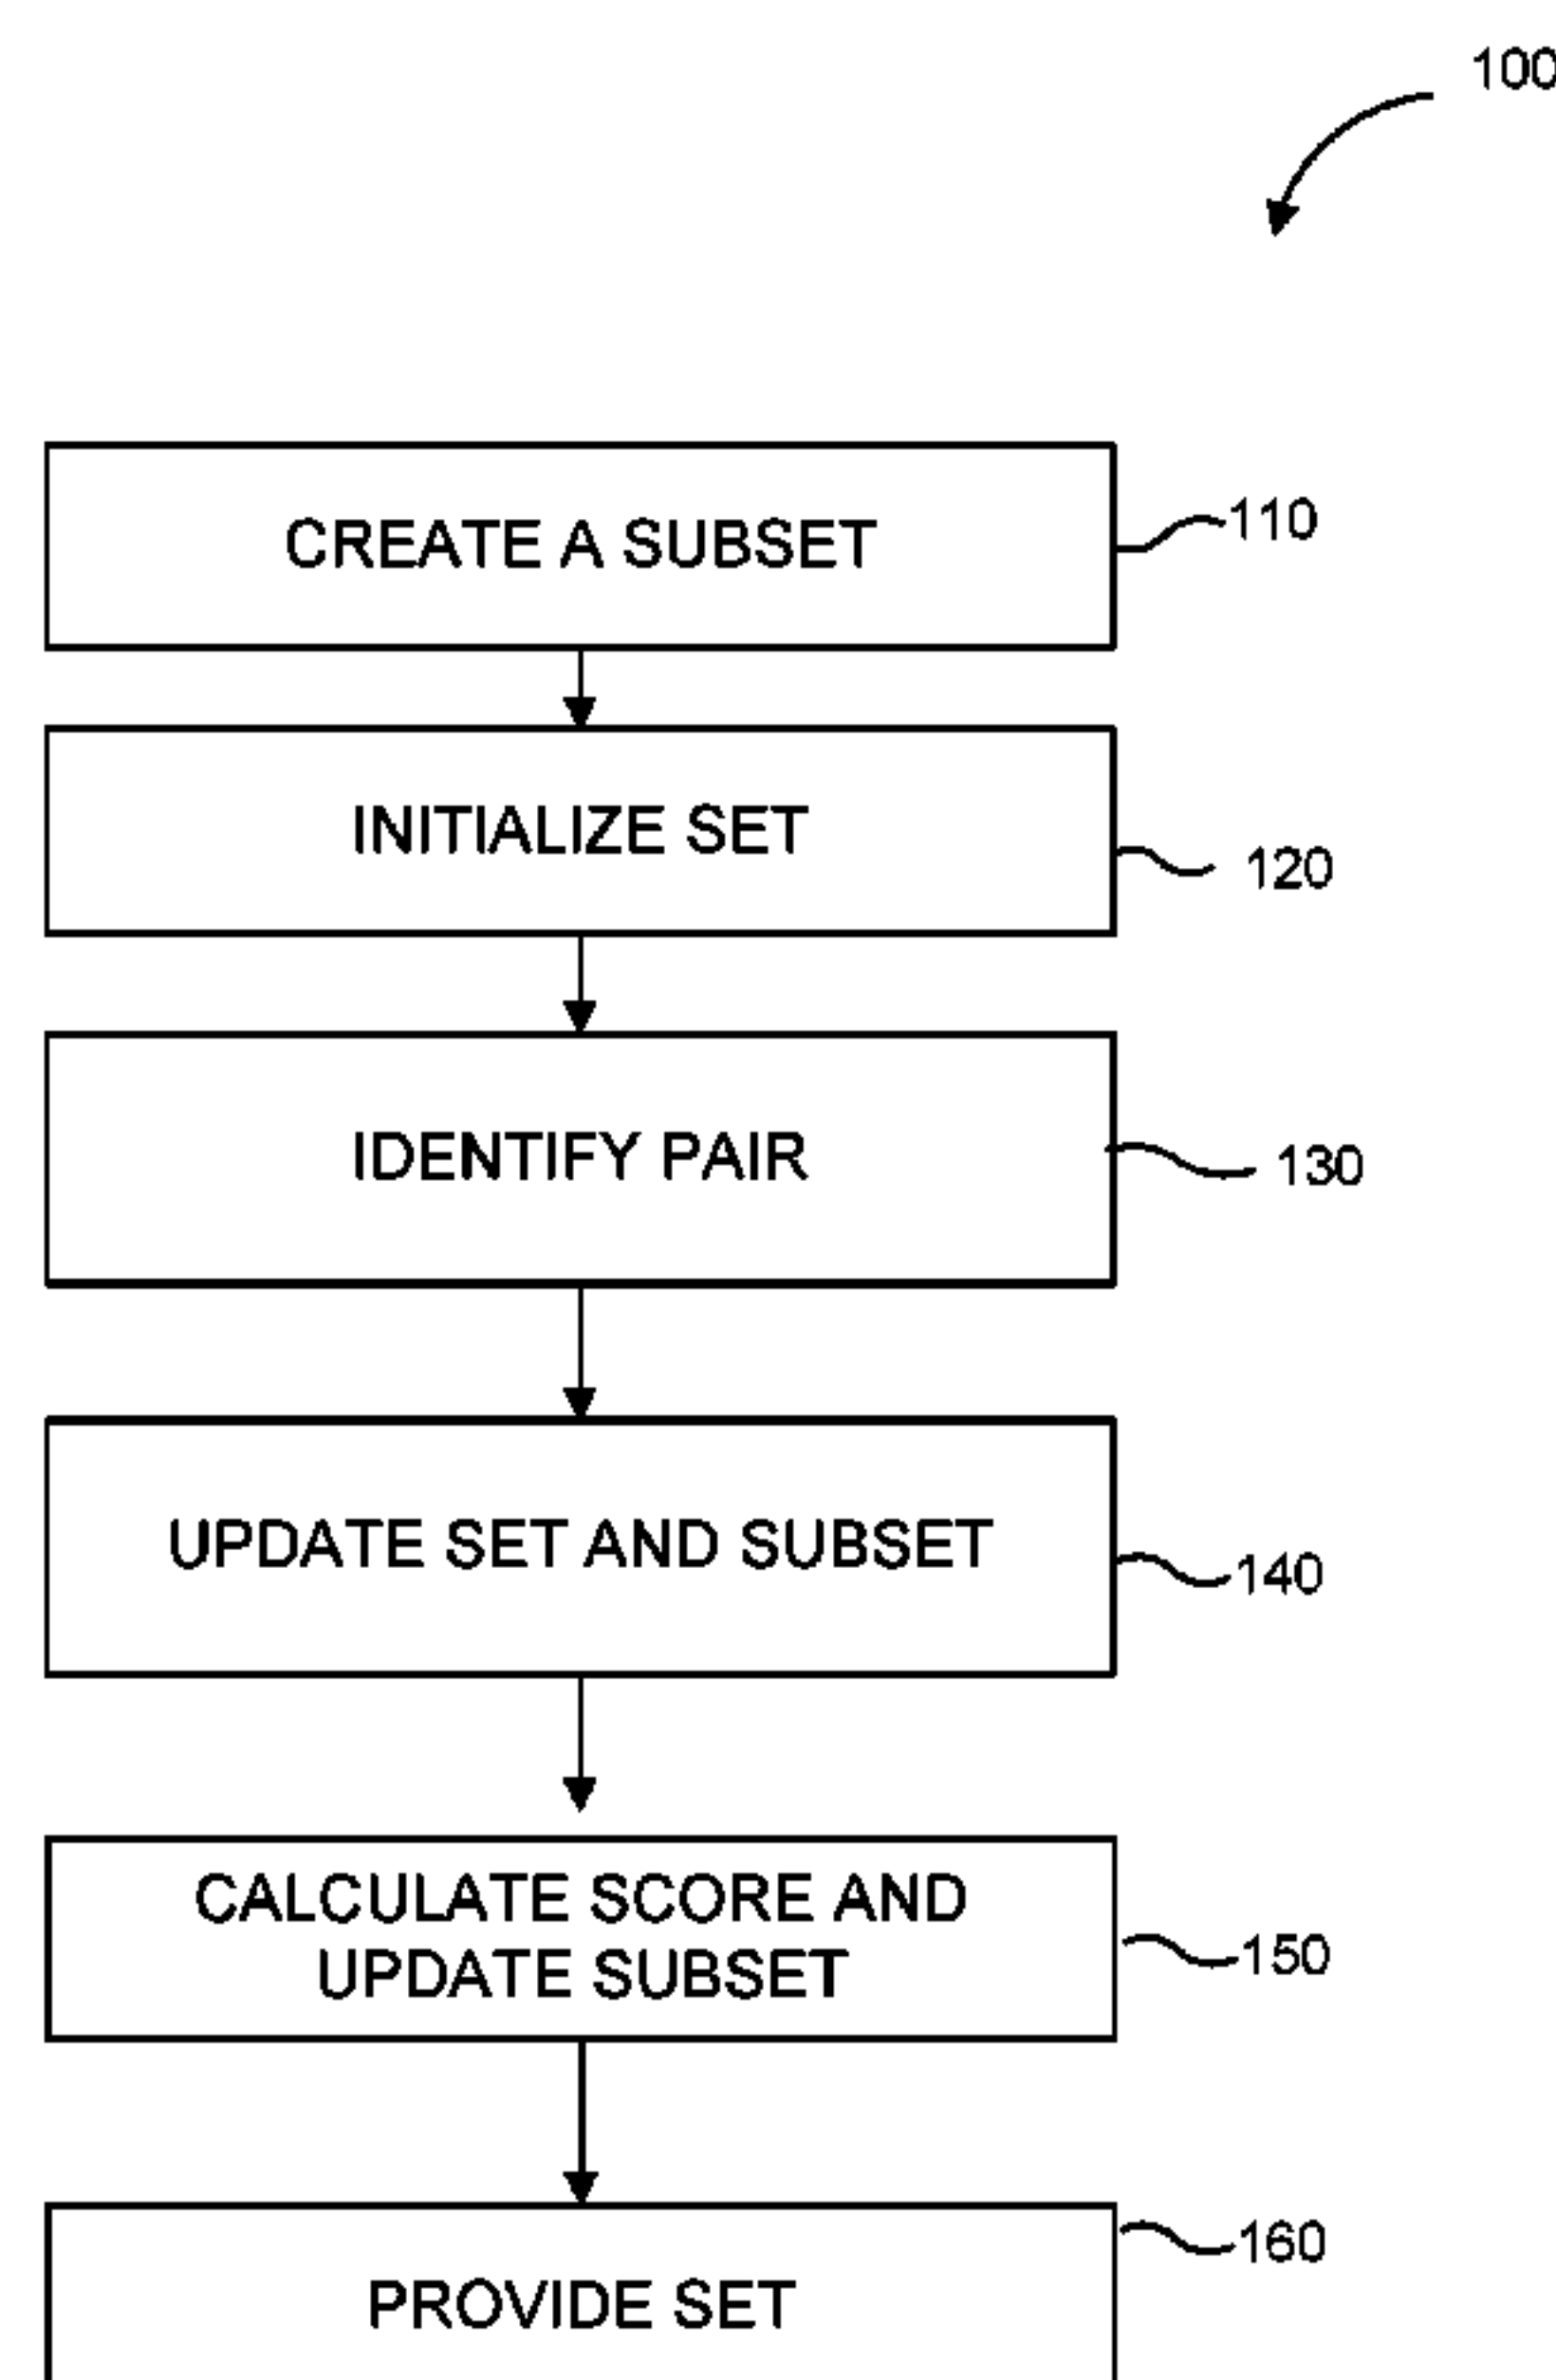 100
CREATE A SUBSET
110
INITIALIZE SET
120
IDENTIFY PAIR
130
UPDATE SET AND SUBSET
140
CALCULATE SCORE AND
UPDATE SUBSET
150
160
PROVIDE SET